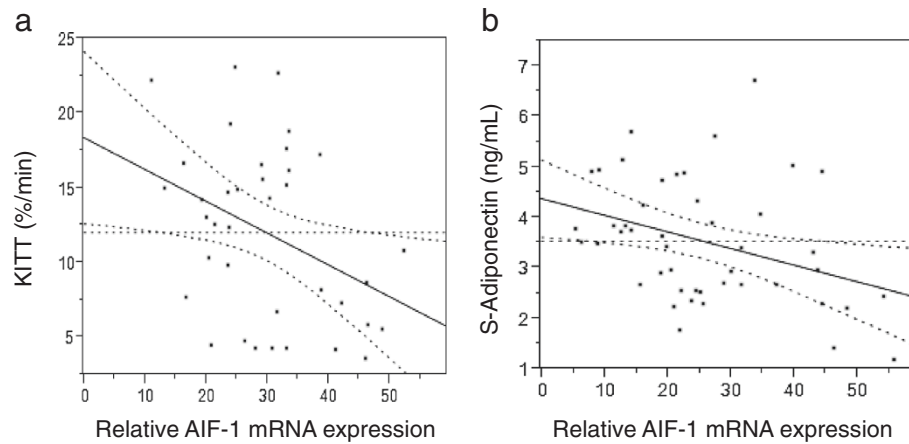 a
25
20
15
10
5
KITT (%/min)
0 10 20 30 40 50
Relative AIF-1 mRNA expression
b
7
6
5
4
3
2
1
S-Adiponectin (ng/mL)
0 10 20 30 40 50
Relative AIF-1 mRNA expression